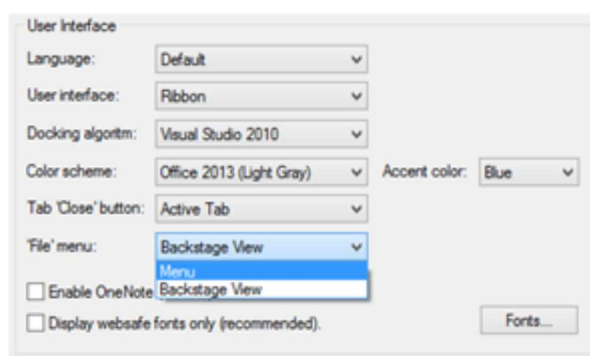 User Interface
Language: Default
User interface: Ribbon
Docking algoritm: Visual Studio 2010
Color scheme: Office 2013 (Light Gray) Accent color: Blue
Tab 'Close' button: Active Tab
'File' menu: Backstage View
Menu
Enable OneNote Backstage View
Display websafe fonts only (recommended). Fonts...